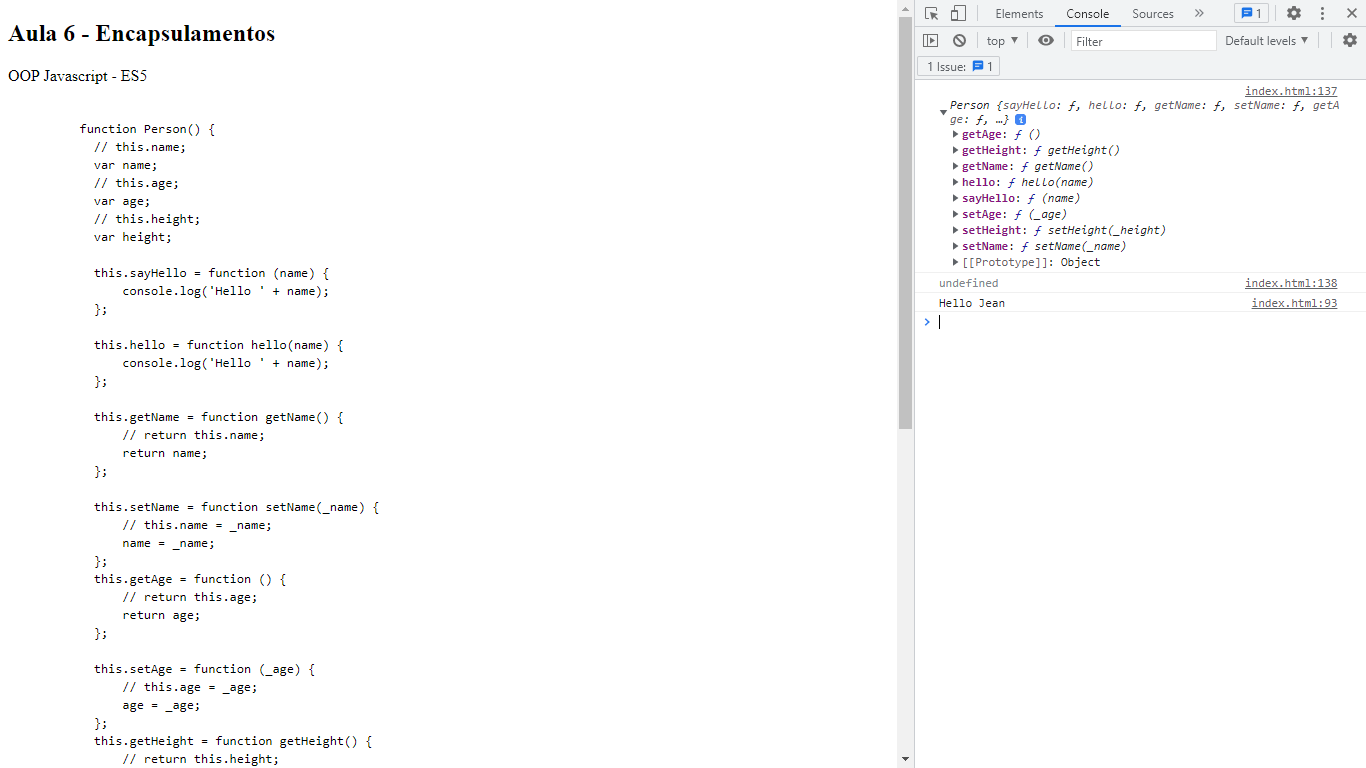 Aula 6 - Encapsulamentos
OOP Javascript - ES5
function Person() {
  // this.name;
  var name;
  // this.age;
  var age;
  // this.height;
  var height;

  this.sayHello = function (name) {
      console.log('Hello ' + name);
  };

  this.hello = function hello(name) {
      console.log('Hello ' + name);
  };

  this.getName = function getName() {
      // return this.name;
      return name;
  };

  this.setName = function setName(_name) {
      // this.name = _name;
      name = _name;
  };
  this.getAge = function () {
      // return this.age;
      return age;
  };

  this.setAge = function (_age) {
      // this.age = _age;
      age = _age;
  };
  this.getHeight = function getHeight() {
      // return this.height;
Elements Console Sources » 1
top ▼ Filter Default levels ▼
1 Issue: 1
index.html:137
Person {sayHello: ƒ, hello: ƒ, getName: ƒ, setName: ƒ, getA
ge: ƒ, …} i
getAge: ƒ ()
getHeight: ƒ getHeight()
getName: ƒ getName()
hello: ƒ hello(name)
sayHello: ƒ (name)
setAge: ƒ (_age)
setHeight: ƒ setHeight(_height)
setName: ƒ setName(_name)
[[Prototype]]: Object
undefined index.html:138
Hello Jean index.html:93
>